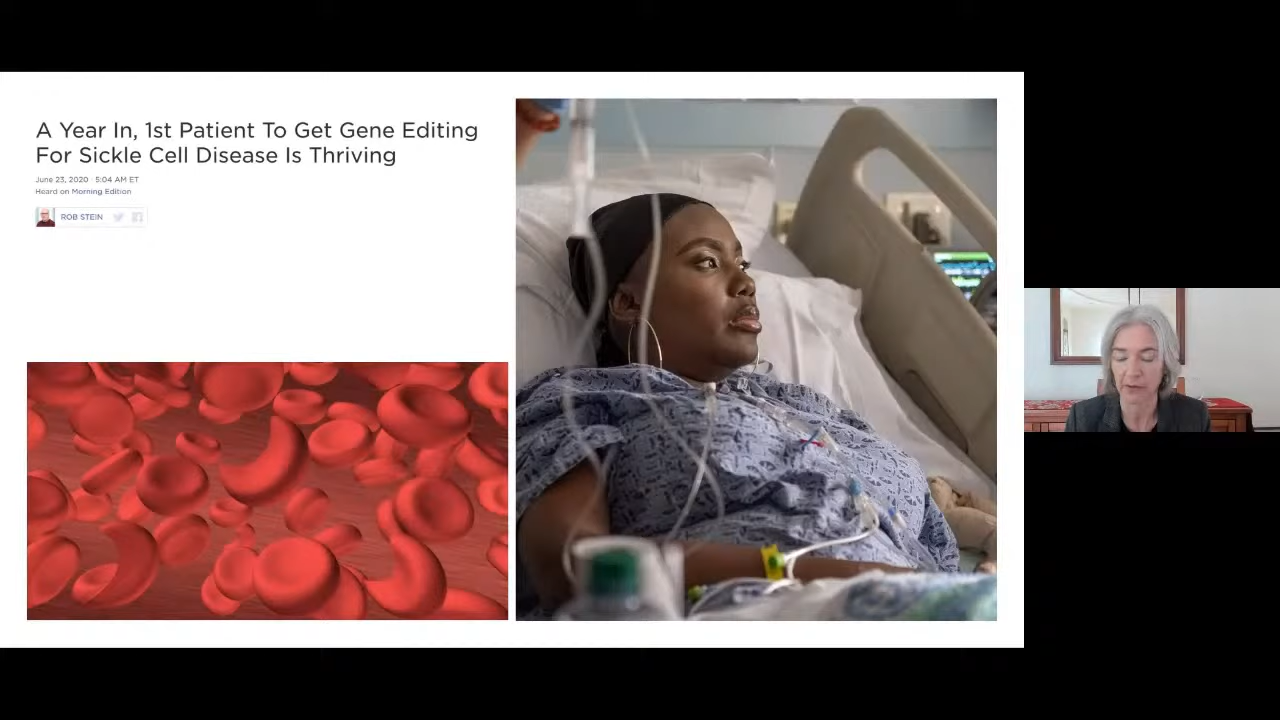 A Year In, 1st Patient To Get Gene Editing
For Sickle Cell Disease Is Thriving
June 23, 2020 · 5:04 AM ET
Heard on Morning Edition
ROB STEIN